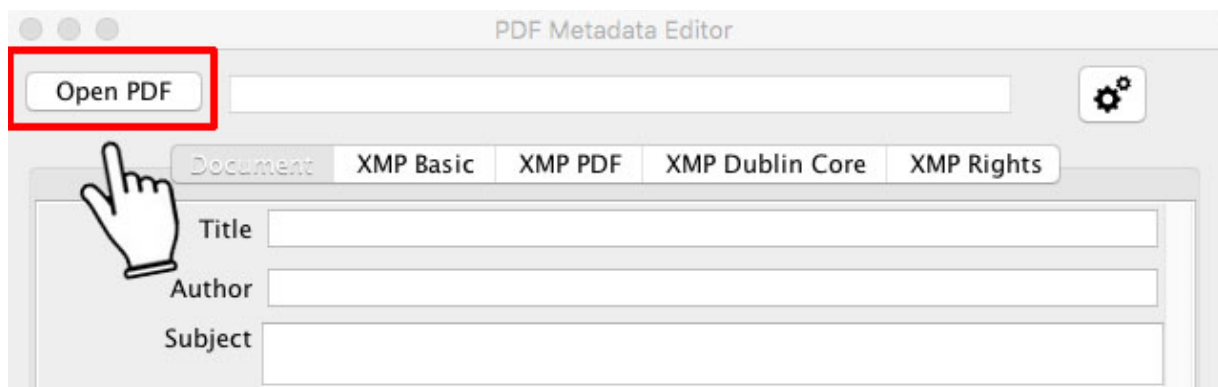 PDF Metadata Editor
Open PDF
Document XMP Basic XMP PDF XMP Dublin Core XMP Rights
Title
Author
Subject